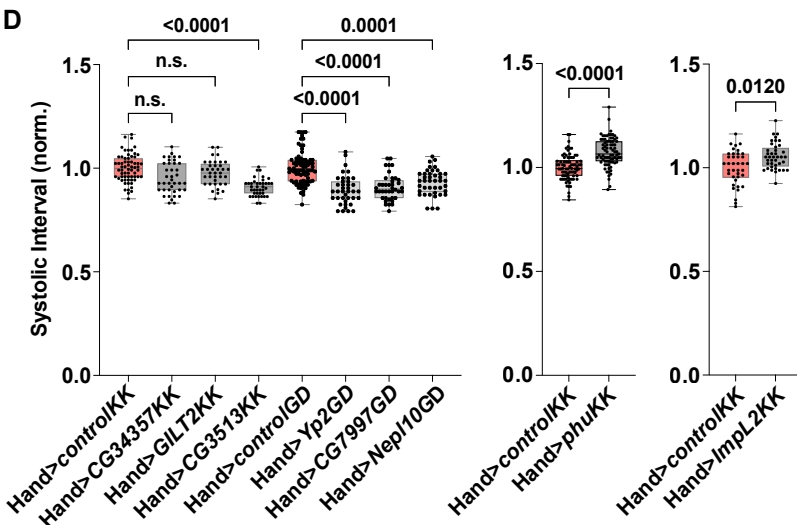 D
<0.0001
0.0001
n.s.
<0.0001
n.s.
<0.0001
<0.0001
0.0120
Systolic Interval (norm.)
1.5
1.0
0.5
0.0
1.5
1.0
0.5
0.0
1.5
1.0
0.5
0.0
Hand>controlKK
Hand>CG34357KK
Hand>GILT2KK
Hand>CG3513KK
Hand>controlGD
Hand>Yp2GD
Hand>CG7997GD
Hand>Nepl10GD
Hand>controlKK
Hand>phuKK
Hand>controlKK
Hand>ImpL2KK